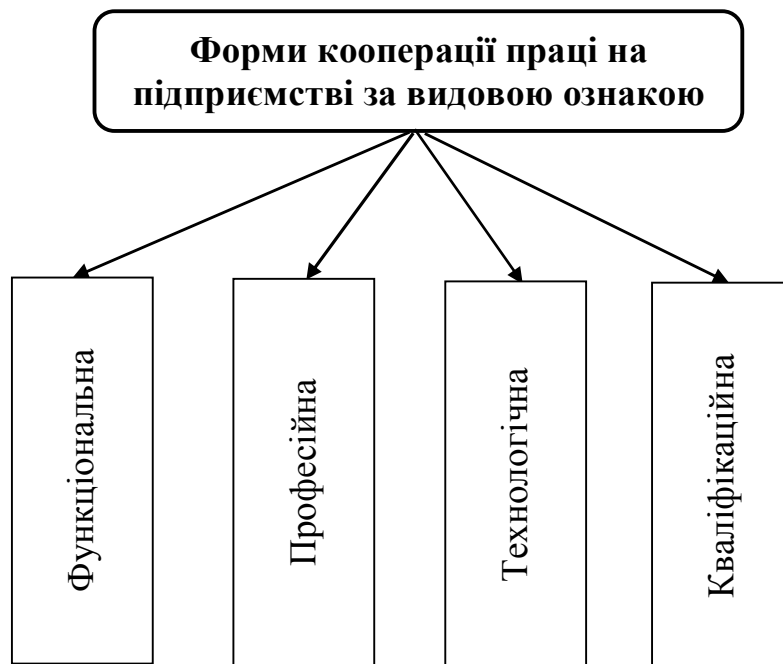 Форми кооперації праці на
підприємстві за видовою ознакою
Функціональна
Професійна
Технологічна
Кваліфікаційна